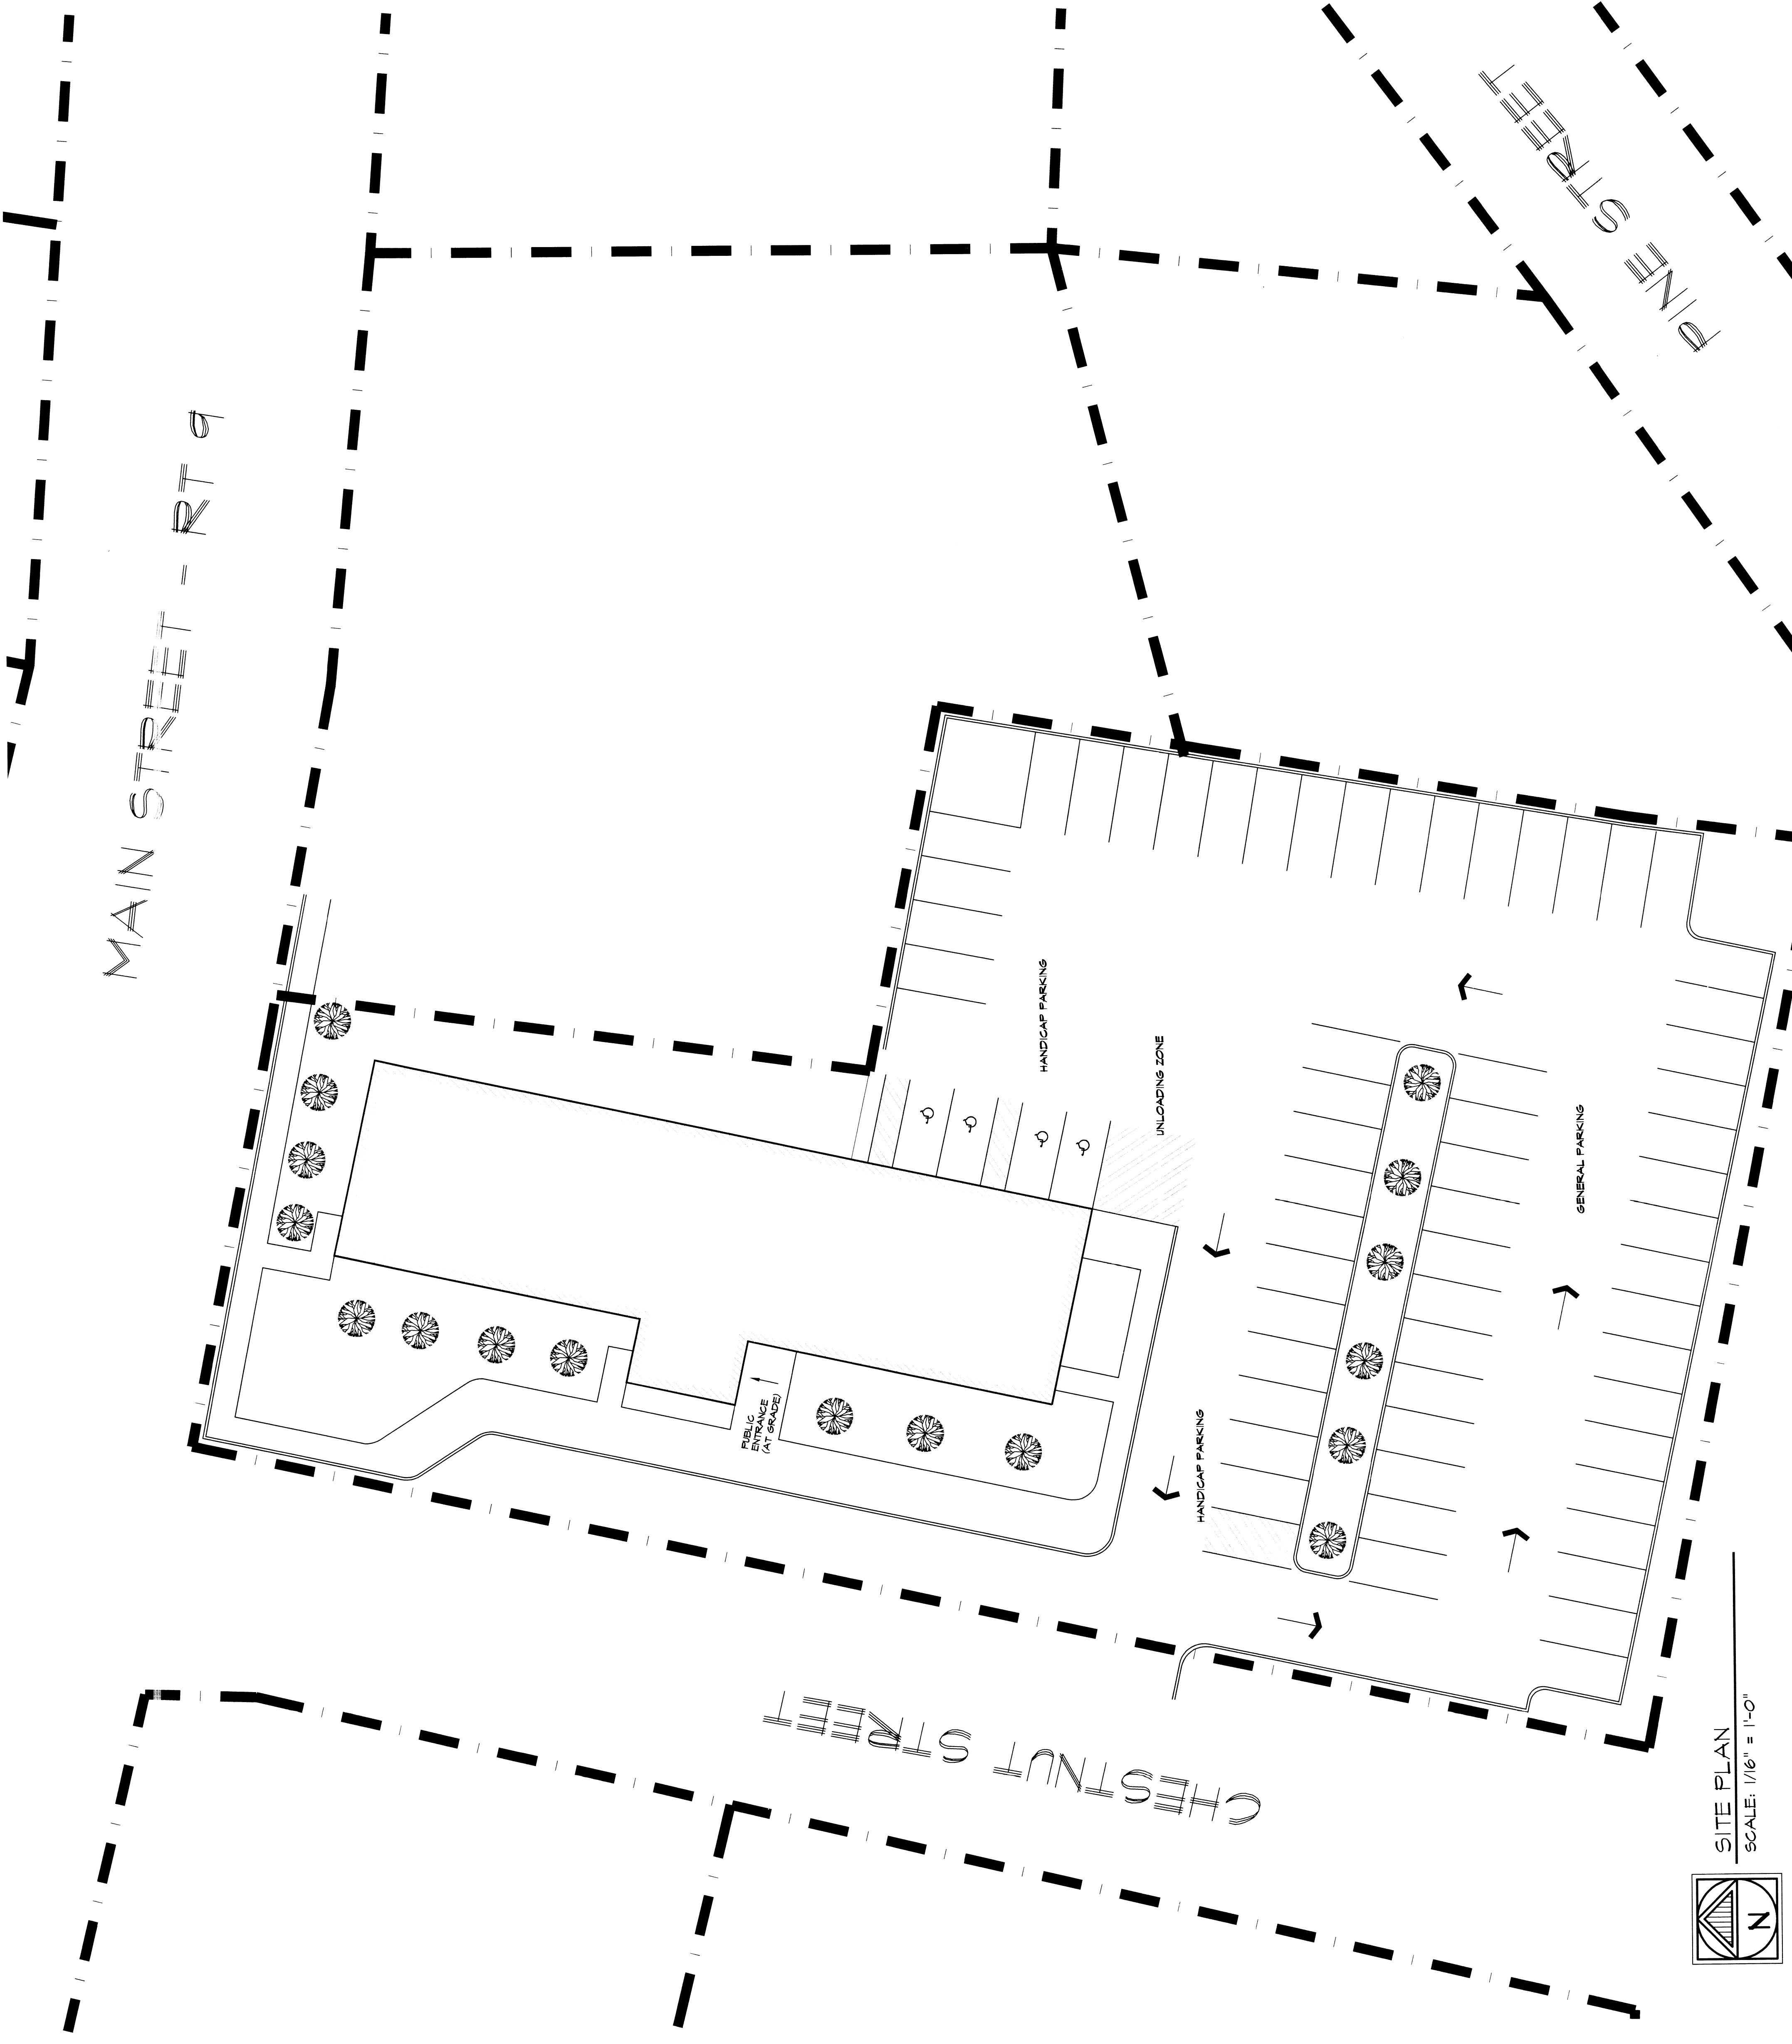 PINE STREET
MAIN STREET - RT 9
HANDICAP PARKING
UNLOADING ZONE
GENERAL PARKING
PUBLIC
ENTRANCE
(AT GRADE)
HANDICAP PARKING
CHESTNUT STREET
SITE PLAN
SCALE: 1/16" = 1'-0"
N